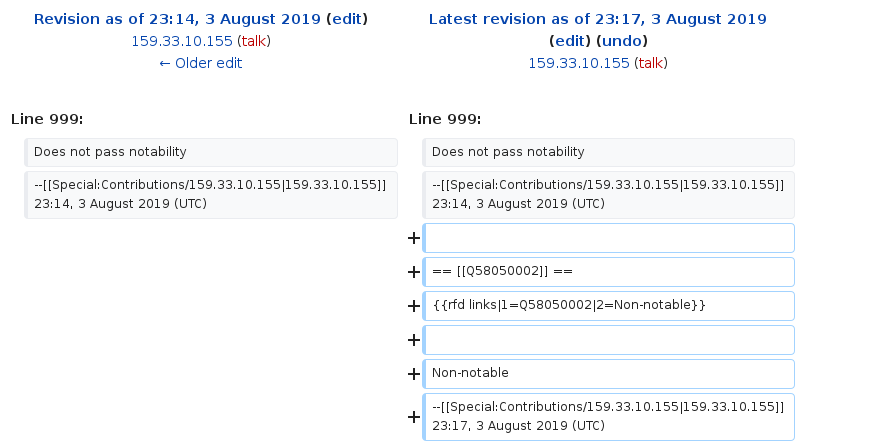 Revision as of 23:14, 3 August 2019 (edit)
159.33.10.155 (talk)
← Older edit
Latest revision as of 23:17, 3 August 2019
(edit) (undo)
159.33.10.155 (talk)
Line 999:
Line 999:
Does not pass notability
Does not pass notability
--[[Special:Contributions/159.33.10.155|159.33.10.155]]
23:14, 3 August 2019 (UTC)
--[[Special:Contributions/159.33.10.155|159.33.10.155]]
23:14, 3 August 2019 (UTC)
+
+ == [[Q58050002]] ==
+ {{rfd links|1=Q58050002|2=Non-notable}}
+
+ Non-notable
+ --[[Special:Contributions/159.33.10.155|159.33.10.155]]
23:17, 3 August 2019 (UTC)